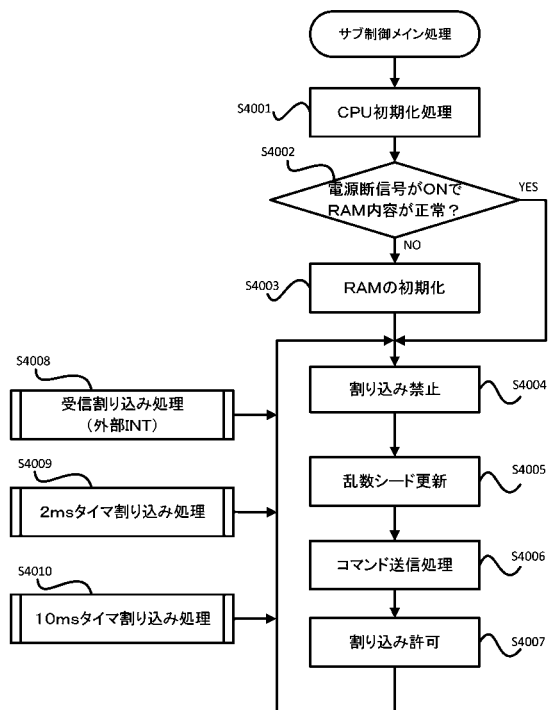 サブ制御メイン処理
S4001
CPU初期化処理
S4002
電源断信号がONで
RAM内容が正常？
YES
NO
S4003
RAMの初期化
S4008
受信割り込み処理
（外部INT）
割り込み禁止
S4004
S4009
2msタイマ割り込み処理
乱数シード更新
S4005
S4010
10msタイマ割り込み処理
コマンド送信処理
S4006
割り込み許可
S4007